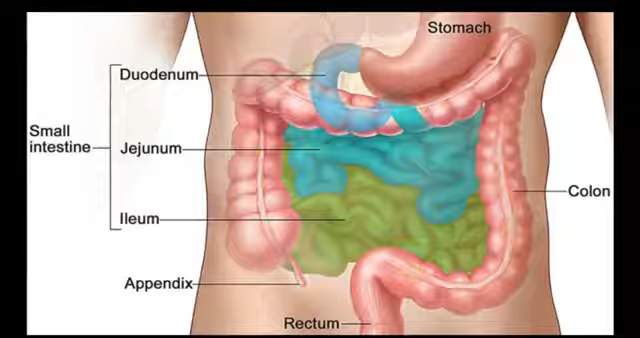 Stomach
Duodenum
Small
intestine
Jejunum
Colon
Ileum
Appendix
Rectum